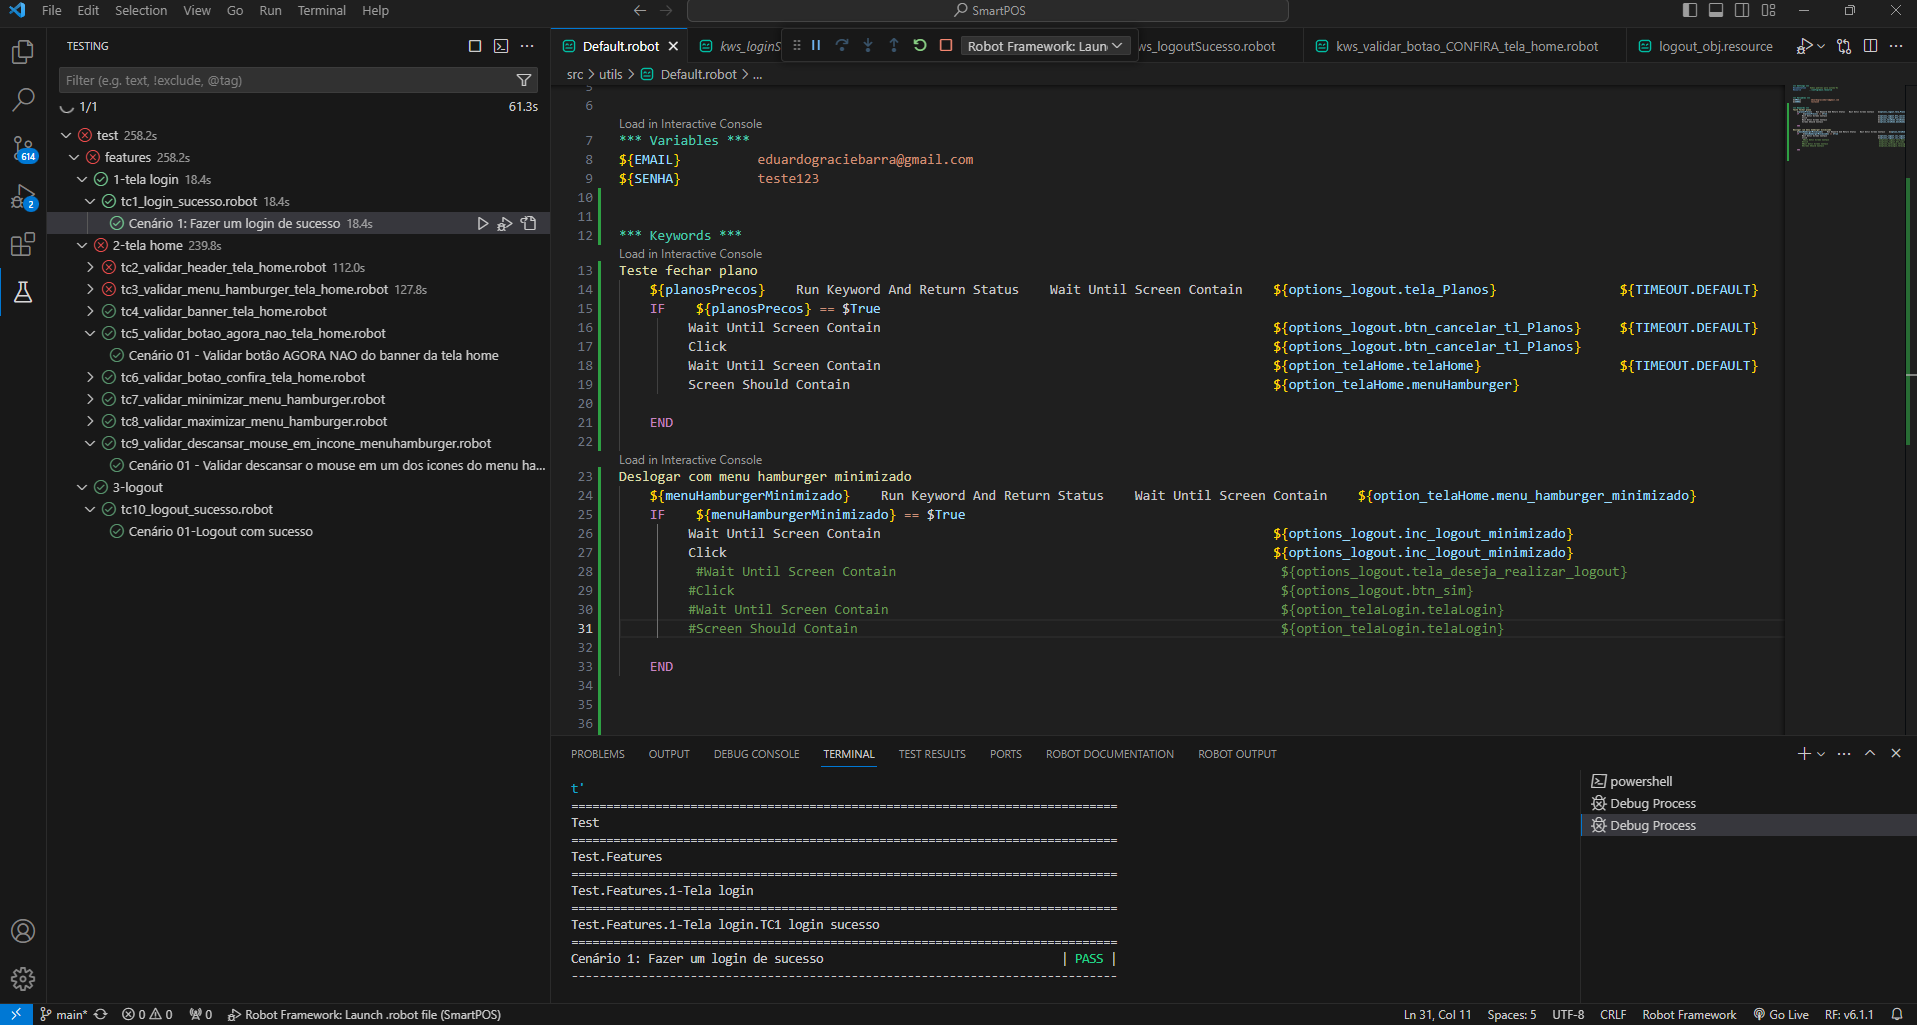 File Edit Selection View Go Run Terminal Help
SmartPOS
TESTING
Filter (e.g. text, !exclude, @tag)
1/1 61.3s
test 258.2s
features 258.2s
1-tela login 18.4s
tc1_login_sucesso.robot 18.4s
Cenário 1: Fazer um login de sucesso 18.4s
2-tela home 239.8s
tc2_validar_header_tela_home.robot 112.0s
tc3_validar_menu_hamburger_tela_home.robot 127.8s
tc4_validar_banner_tela_home.robot
tc5_validar_botao_agora_nao_tela_home.robot
Cenário 01 - Validar botâo AGORA NAO do banner da tela home
tc6_validar_botao_confira_tela_home.robot
tc7_validar_minimizar_menu_hamburger.robot
tc8_validar_maximizar_menu_hamburger.robot
tc9_validar_descansar_mouse_em_incone_menuhamburger.robot
Cenário 01 - Validar descansar o mouse em um dos icones do menu ha...
3-logout
tc10_logout_sucesso.robot
Cenário 01-Logout com sucesso
614
2
Default.robot kws_loginS Robot Framework: Laun ws_logoutSucesso.robot kws_validar_botao_CONFIRA_tela_home.robot logout_obj.resource
src > utils > Default.robot > ...
5
6
Load in Interactive Console
7 *** Variables ***
8 ${EMAIL} eduardograciebarra@gmail.com
9 ${SENHA} teste123
10
11
12 *** Keywords ***
Load in Interactive Console
13 Teste fechar plano
14 ${planosPrecos} Run Keyword And Return Status Wait Until Screen Contain ${options_logout.tela_Planos} ${TIMEOUT.DEFAULT}
15 IF ${planosPrecos} == $True
16 Wait Until Screen Contain ${options_logout.btn_cancelar_tl_Planos} ${TIMEOUT.DEFAULT}
17 Click ${options_logout.btn_cancelar_tl_Planos}
18 Wait Until Screen Contain ${option_telaHome.telaHome} ${TIMEOUT.DEFAULT}
19 Screen Should Contain ${option_telaHome.menuHamburger}
20
21 END
22
Load in Interactive Console
23 Deslogar com menu hamburger minimizado
24 ${menuHamburgerMinimizado} Run Keyword And Return Status Wait Until Screen Contain ${option_telaHome.menu_hamburger_minimizado}
25 IF ${menuHamburgerMinimizado} == $True
26 Wait Until Screen Contain ${options_logout.inc_logout_minimizado}
27 Click ${options_logout.inc_logout_minimizado}
28 #Wait Until Screen Contain ${options_logout.tela_deseja_realizar_logout}
29 #Click ${options_logout.btn_sim}
30 #Wait Until Screen Contain ${option_telaLogin.telaLogin}
31 #Screen Should Contain ${option_telaLogin.telaLogin}
32
33 END
34
35
36
PROBLEMS OUTPUT DEBUG CONSOLE TERMINAL TEST RESULTS PORTS ROBOT DOCUMENTATION ROBOT OUTPUT
t'
==============================================================================
Test
==============================================================================
Test.Features
==============================================================================
Test.Features.1-Tela login
==============================================================================
Test.Features.1-Tela login.TC1 login sucesso
==============================================================================
Cenário 1: Fazer um login de sucesso | PASS |
------------------------------------------------------------------------------
powershell
Debug Process
Debug Process
main* 0 0 0 Robot Framework: Launch .robot file (SmartPOS) Ln 31, Col 11 Spaces: 5 UTF-8 CRLF Robot Framework Go Live RF: v6.1.1